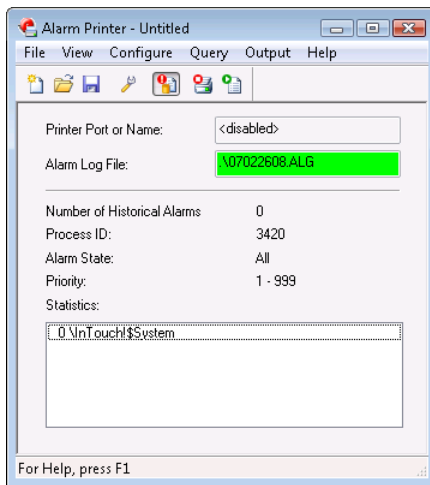 Alarm Printer - Untitled
File View Configure Query Output Help
Printer Port or Name: <disabled>
Alarm Log File: .\07022608.ALG
Number of Historical Alarms 0
Process ID: 3420
Alarm State: All
Priority: 1 - 999
Statistics:
0 \InTouch!$System
For Help, press F1